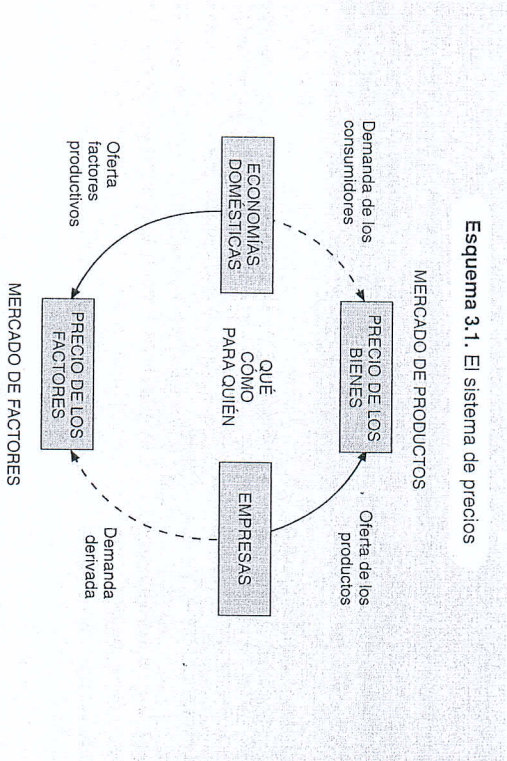 Esquema 3.1. El sistema de precios
MERCADO DE PRODUCTOS
Demanda de los
consumidores
PRECIO DE LOS
BIENES
Oferta de los
productos
ECONOMÍAS
DOMÉSTICAS
QUÉ
CÓMO
PARA QUIÉN
EMPRESAS
Oferta
factores
productivos
PRECIO DE LOS
FACTORES
Demanda
derivada
MERCADO DE FACTORES